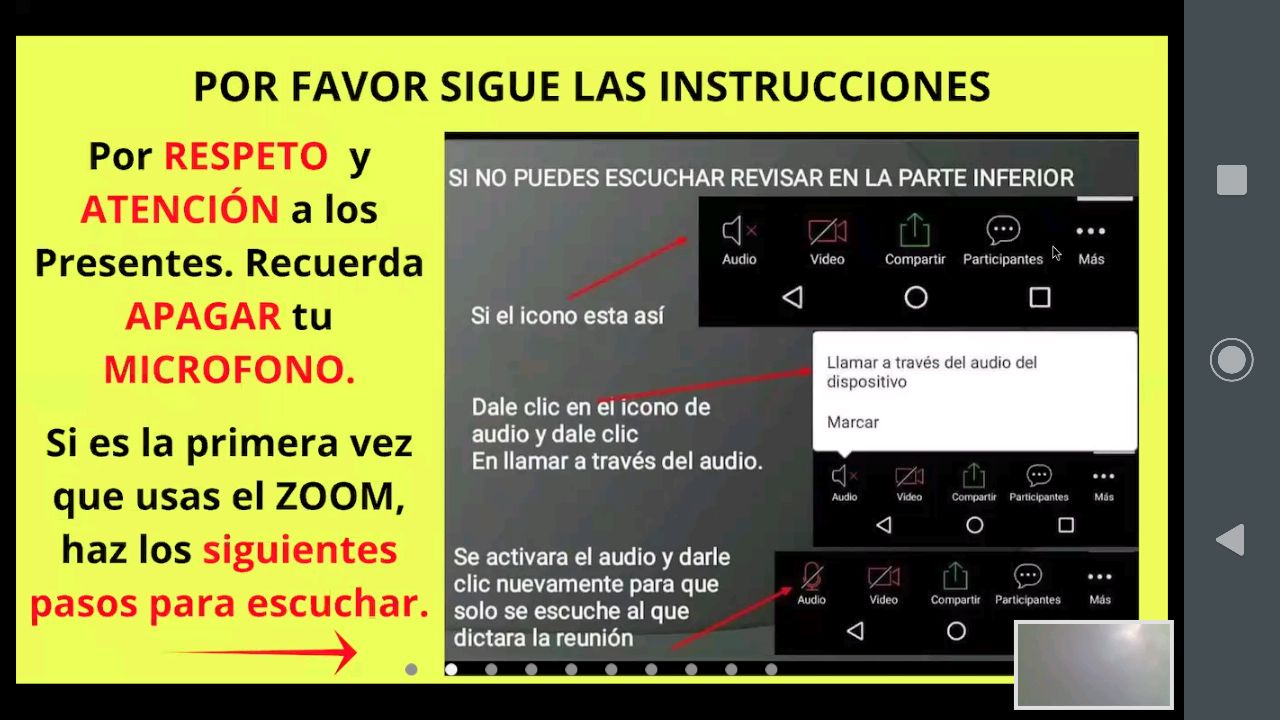 POR FAVOR SIGUE LAS INSTRUCCIONES
Por RESPETO y
ATENCIÓN a los
Presentes. Recuerda
APAGAR tu
MICROFONO.
Si es la primera vez
que usas el ZOOM,
haz los siguientes
pasos para escuchar.
SI NO PUEDES ESCUCHAR REVISAR EN LA PARTE INFERIOR
Audio Video Compartir Participantes Más
Si el icono esta así
Llamar a través del audio del
dispositivo
Marcar
Dale clic en el icono de
audio y dale clic
En llamar a través del audio.
Audio Video Compartir Participantes Más
Se activara el audio y darle
clic nuevamente para que
solo se escuche al que
dictara la reunión
Audio Video Compartir Participantes Más